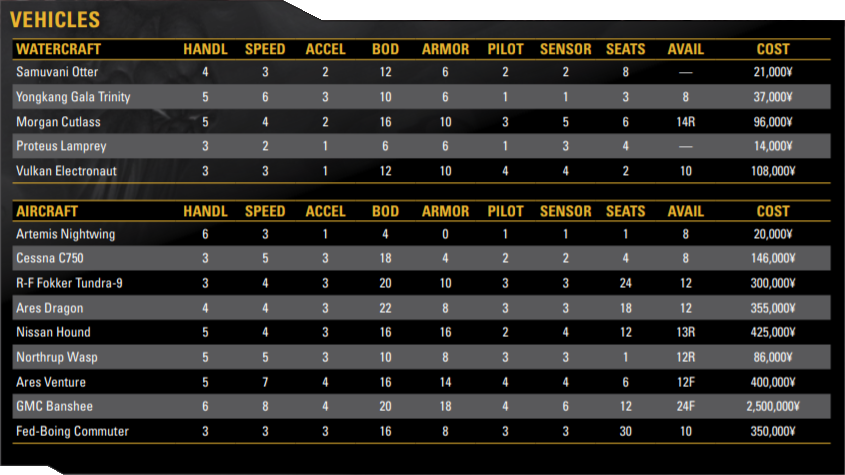 VEHICLES
WATERCRAFT HANDL SPEED ACCEL BOD ARMOR PILOT SENSOR SEATS AVAIL COST
Samuvani Otter 4 3 2 12 6 2 2 8 — 21,000¥
Yongkang Gala Trinity 5 6 3 10 6 1 1 3 8 37,000¥
Morgan Cutlass 5 4 2 16 10 3 5 6 14R 96,000¥
Proteus Lamprey 3 2 1 6 6 1 3 4 — 14,000¥
Vulkan Electronaut 3 3 1 12 10 4 4 2 10 108,000¥
AIRCRAFT HANDL SPEED ACCEL BOD ARMOR PILOT SENSOR SEATS AVAIL COST
Artemis Nightwing 6 3 1 4 0 1 1 1 8 20,000¥
Cessna C750 3 5 3 18 4 2 2 4 8 146,000¥
R-F Fokker Tundra-9 3 4 3 20 10 3 3 24 12 300,000¥
Ares Dragon 4 4 3 22 8 3 3 18 12 355,000¥
Nissan Hound 5 4 3 16 16 2 4 12 13R 425,000¥
Northrup Wasp 5 5 3 10 8 3 3 1 12R 86,000¥
Ares Venture 5 7 4 16 14 4 4 6 12F 400,000¥
GMC Banshee 6 8 4 20 18 4 6 12 24F 2,500,000¥
Fed-Boing Commuter 3 3 3 16 8 3 3 30 10 350,000¥